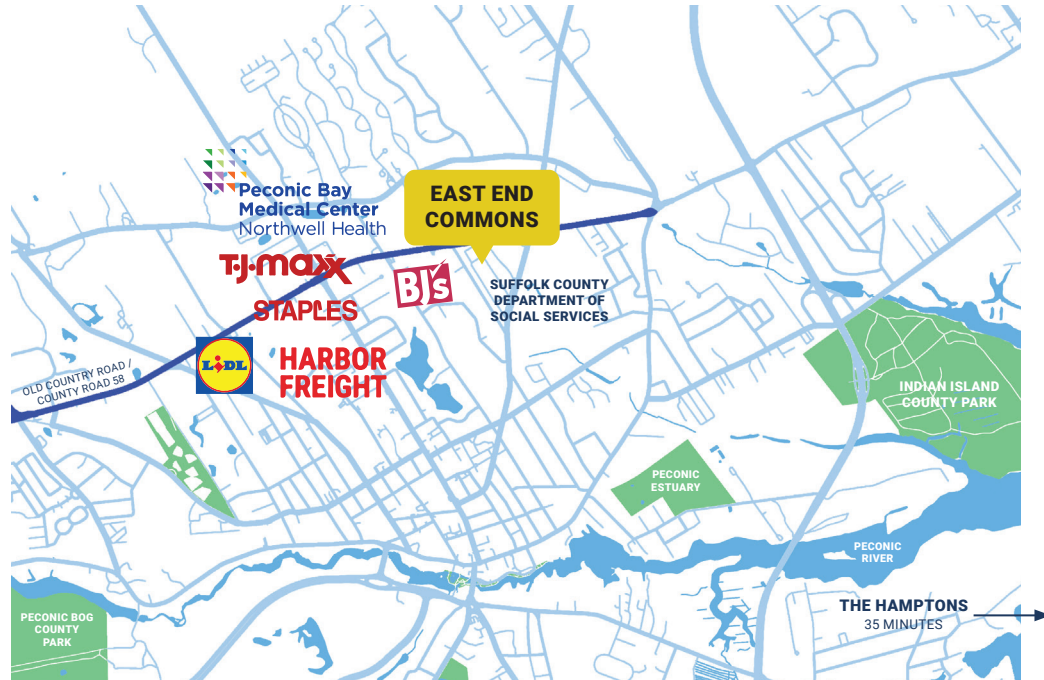 Peconic Bay
Medical Center
Northwell Health
EAST END
COMMONS
T·J·maxx
STAPLES
BJ's
SUFFOLK COUNTY
DEPARTMENT OF
SOCIAL SERVICES
LiDL
HARBOR
FREIGHT
OLD COUNTRY ROAD /
COUNTY ROAD 58
INDIAN ISLAND
COUNTY PARK
PECONIC
ESTUARY
PECONIC
RIVER
THE HAMPTONS
35 MINUTES
PECONIC BOG
COUNTY
PARK